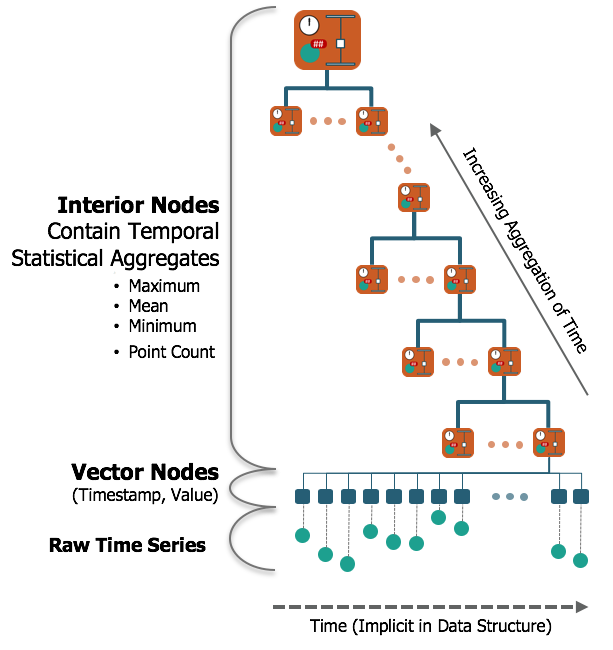 ##
Interior Nodes
Contain Temporal
Statistical Aggregates
• Maximum
• Mean
• Minimum
• Point Count
Increasing Aggregation of Time
Vector Nodes
(Timestamp, Value)
Raw Time Series
Time (Implicit in Data Structure)